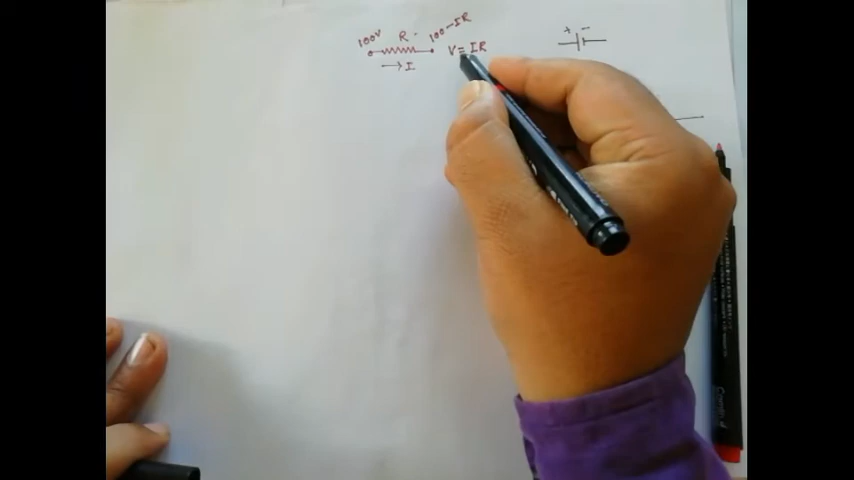 100V R 100-IR
V = IR
→ I
+ -